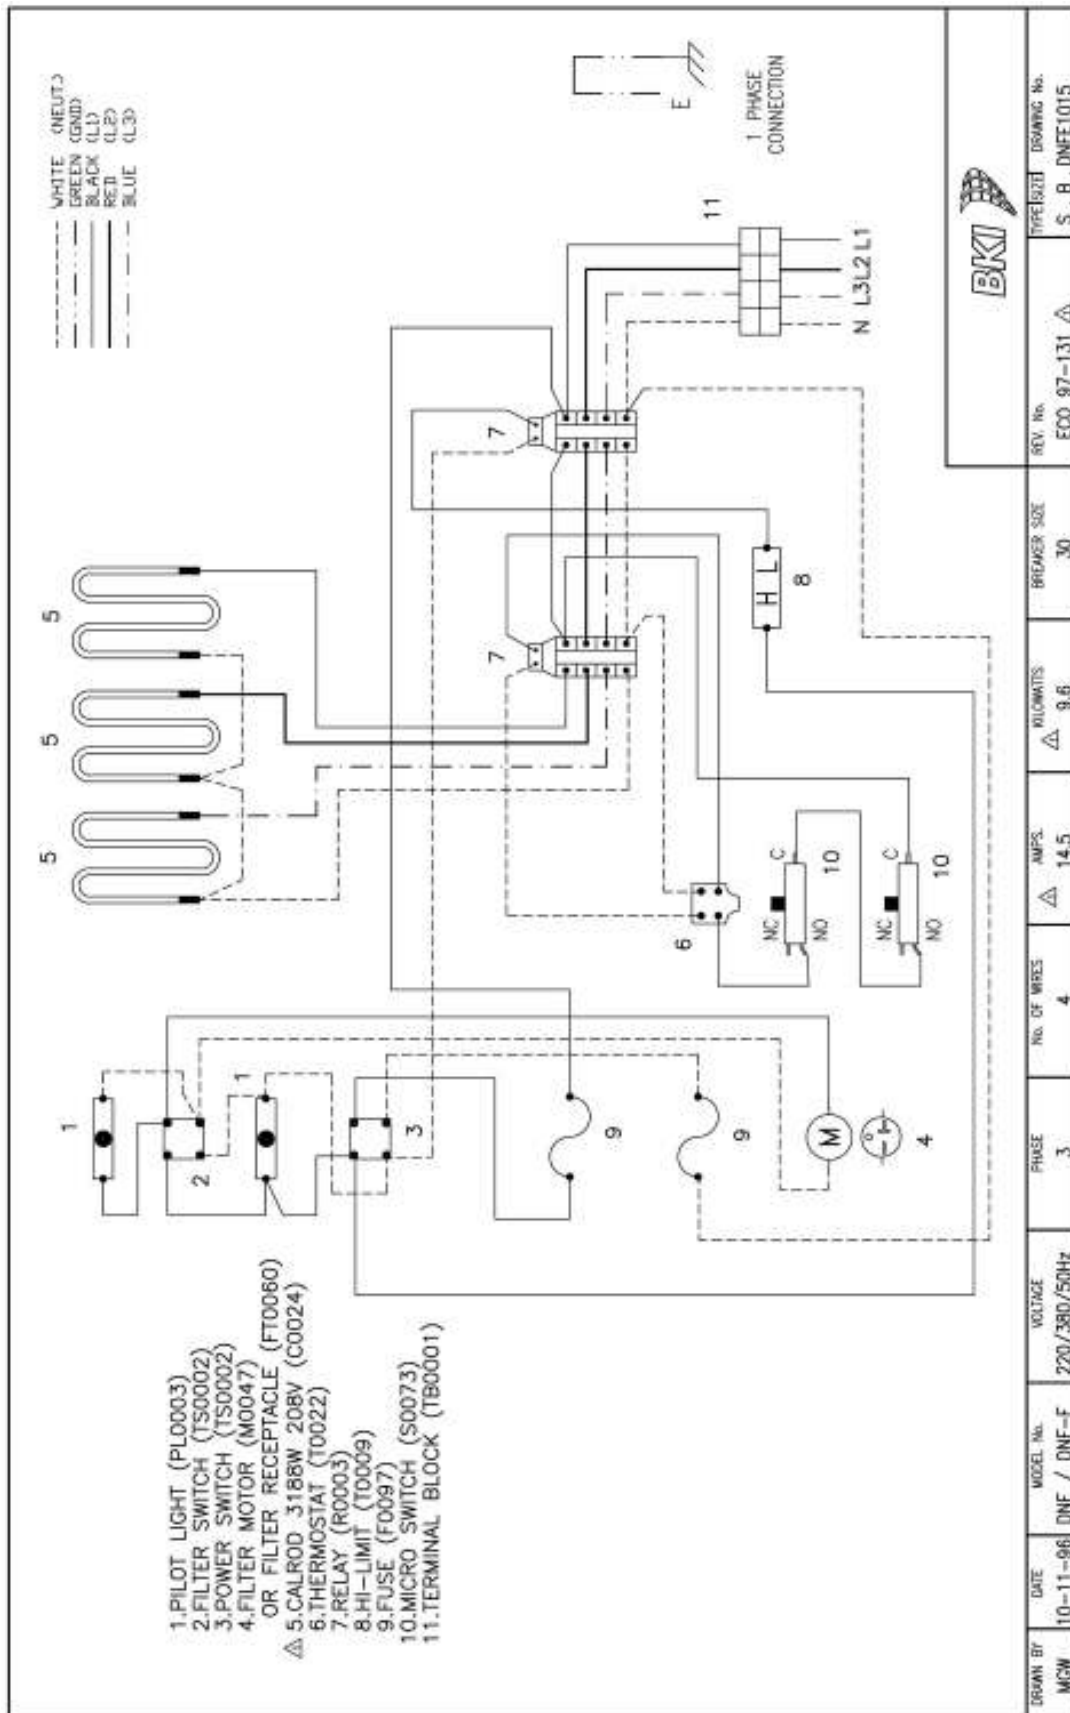 WHITE (NEUT.)
GREEN (GND)
BLACK (L1)
RED (L2)
BLUE (L3)
1.PILOT LIGHT (PL0003)
2.FILTER SWITCH (TS0002)
3.POWER SWITCH (TS0002)
4.FILTER MOTOR (M0047)
OR FILTER RECEPTACLE (FT0060)
5.CALROD 3188W 208V (C0024)
6.THERMOSTAT (T0022)
7.RELAY (R0003)
8.HI-LIMIT (T0009)
9.FUSE (F0097)
10.MICRO SWITCH (S0073)
11.TERMINAL BLOCK (TB0001)
1
2
1
3
9
9
M
4
5
5
5
6
NC C
NO
10
NC C
NO
10
7
7
H L
8
11
N L3 L2 L1
E
1 PHASE
CONNECTION
BKI
DRAWN BY
MGW
DATE
10-11-96
MODEL No.
DNF / DNF-F
VOLTAGE
220/380/50Hz
PHASE
3
No. OF WIRES
4
AMPS.
14.5
KILOWATTS
9.6
BREAKER SIZE
30
REV. No.
ECO 97-131
TYPE
S
SIZE
B
DRAWING No.
DNFE1015